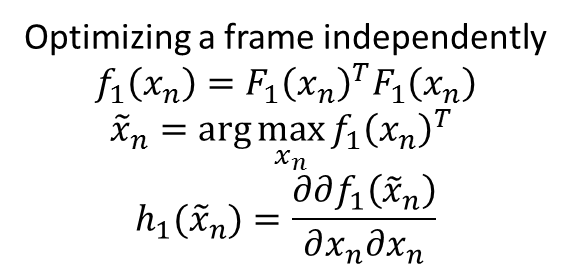 Optimizing a frame independently
f₁(xₙ) = F₁(xₙ)ᵀF₁(xₙ)
x̃ₙ = arg max f₁(xₙ)ᵀ
xₙ
h₁(x̃ₙ) = ∂∂f₁(x̃ₙ) / ∂xₙ∂xₙ